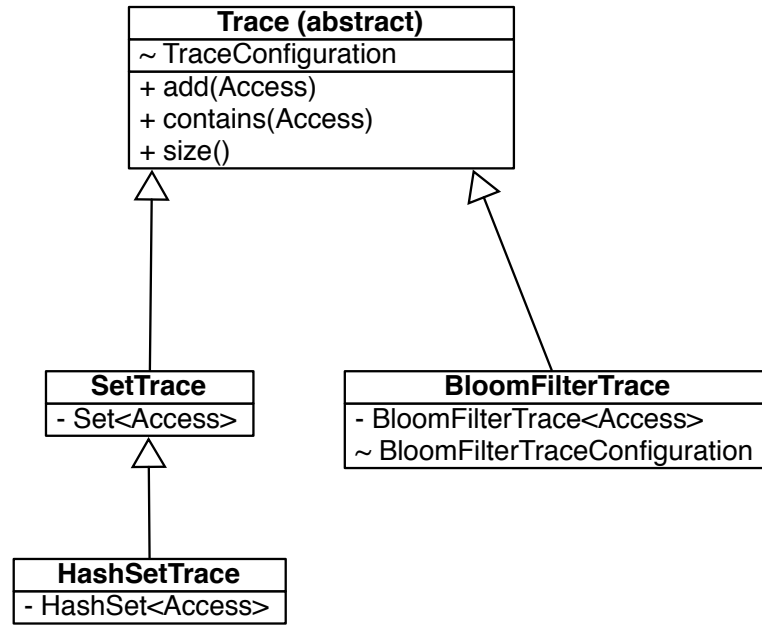 Trace (abstract)
~ TraceConfiguration
+ add(Access)
+ contains(Access)
+ size()
SetTrace
- Set<Access>
BloomFilterTrace
- BloomFilterTrace<Access>
~ BloomFilterTraceConfiguration
HashSetTrace
- HashSet<Access>